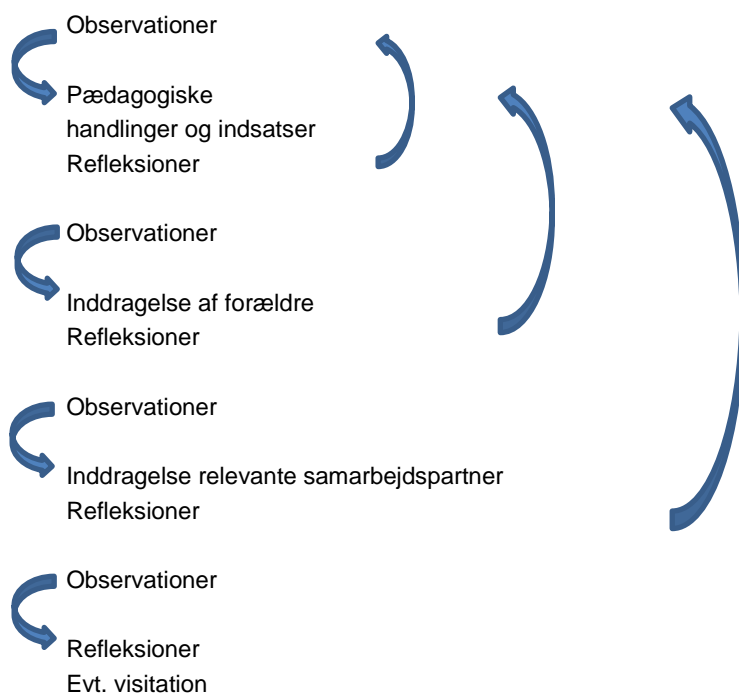 Observationer
Pædagogiske
handlinger og indsatser
Refleksioner
Observationer
Inddragelse af forældre
Refleksioner
Observationer
Inddragelse relevante samarbejdspartner
Refleksioner
Observationer
Refleksioner
Evt. visitation